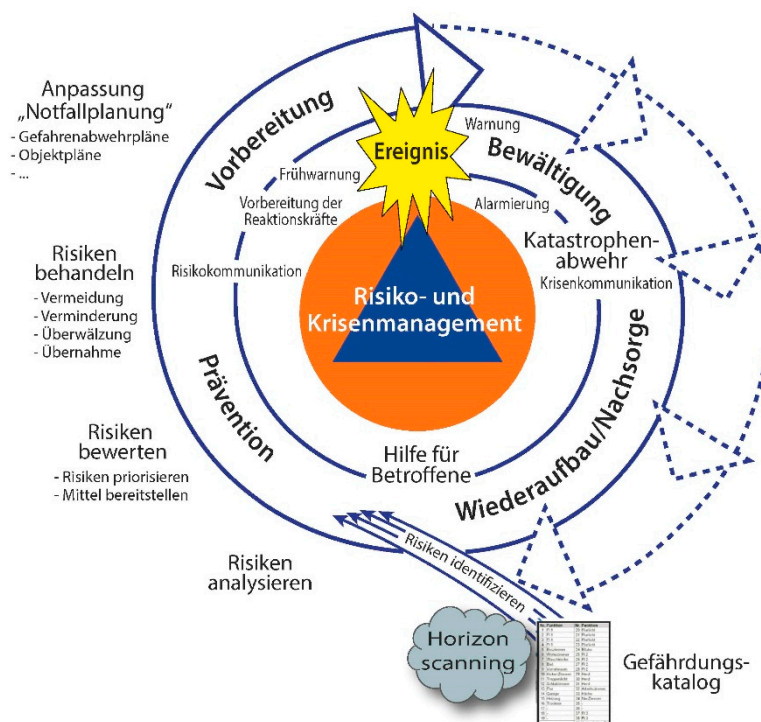 Anpassung
„Notfallplanung“
- Gefahrenabwehrpläne
- Objektpläne
- ...
Risiken
behandeln
- Vermeidung
- Verminderung
- Überwälzung
- Übernahme
Risiken
bewerten
- Risiken priorisieren
- Mittel bereitstellen
Risiken
analysieren
Vorbereitung
Prävention
Frühwarnung
Vorbereitung der
Reaktionskräfte
Risikokommunikation
Ereignis
Risiko- und
Krisenmanagement
Warnung
Bewältigung
Alarmierung
Katastrophen-
abwehr
Krisenkommunikation
Wiederaufbau/Nachsorge
Hilfe für
Betroffene
Risiken identifizieren
Horizon
scanning
Gefährdungs-
katalog